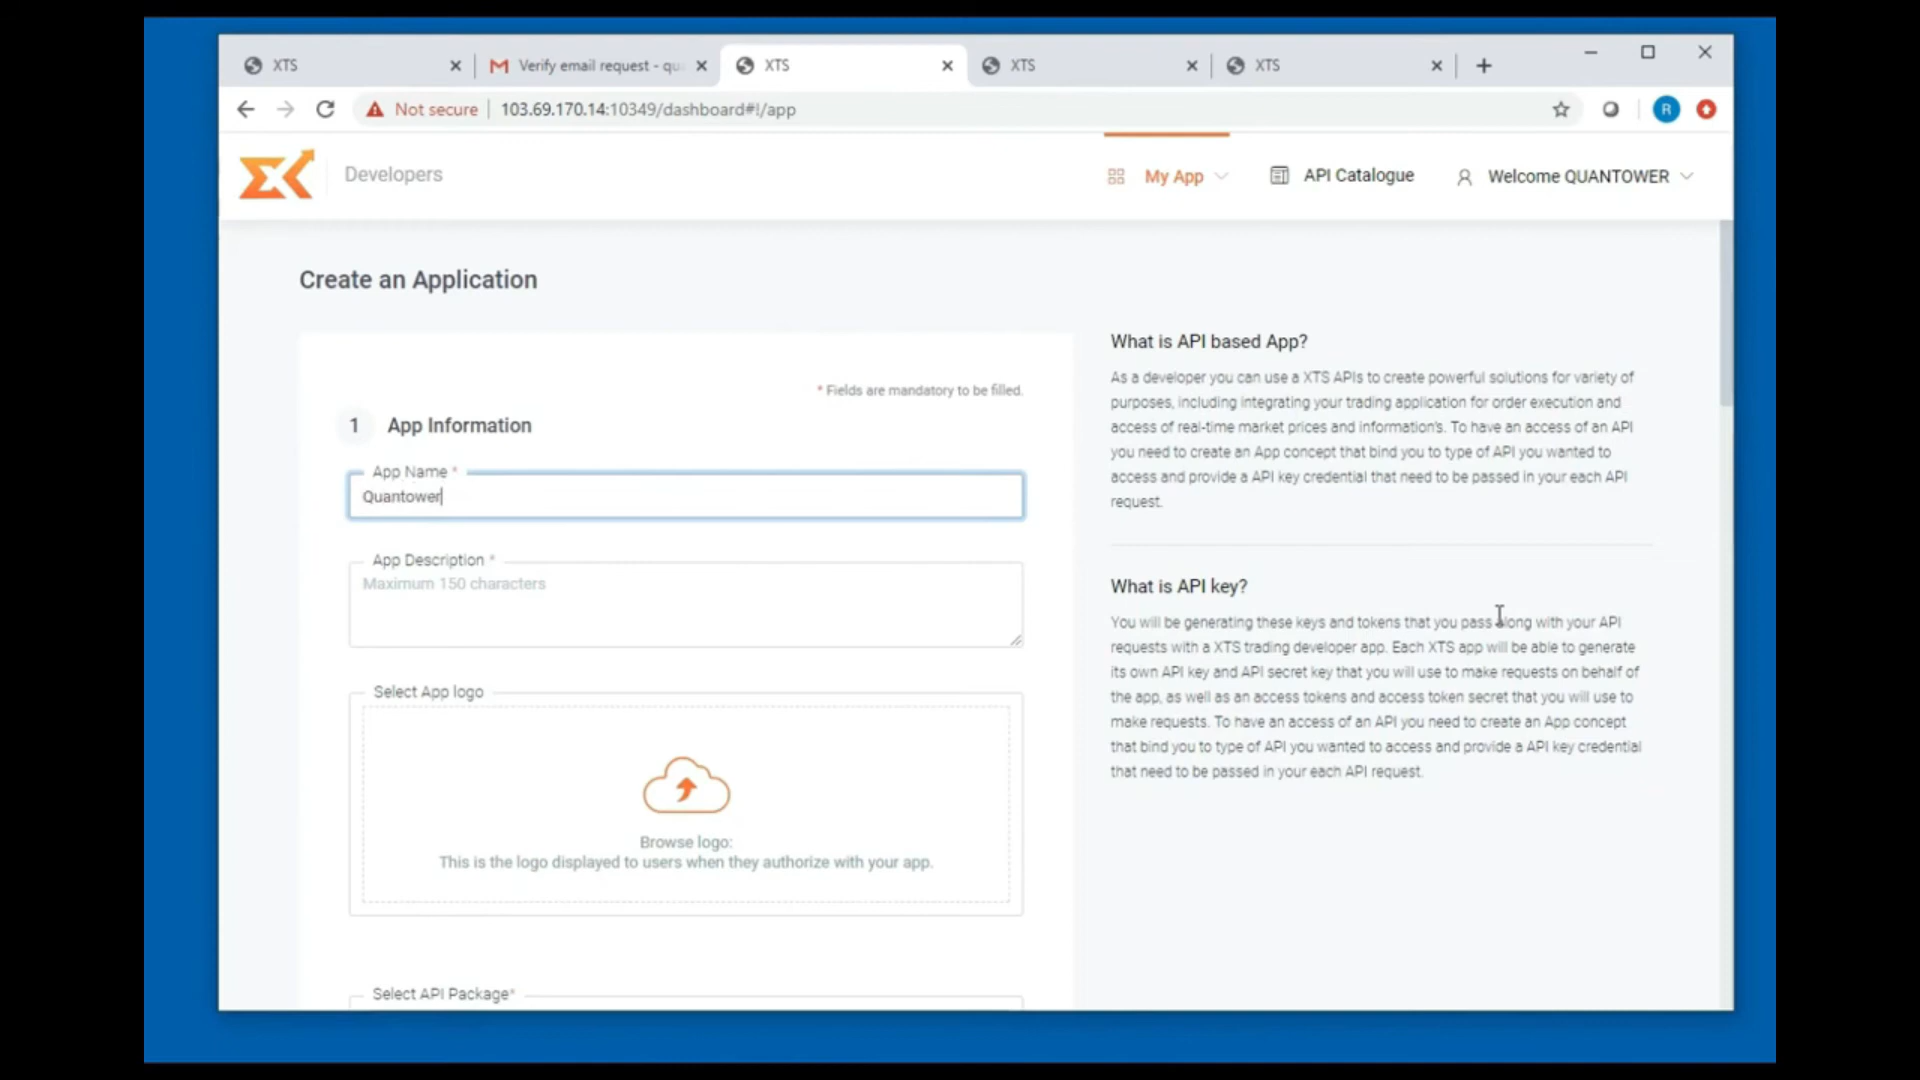 XTS
Verify email request - qu
XTS
XTS
XTS
Not secure
103.69.170.14:10349/dashboard#!/app
R
Developers
My App
API Catalogue
Welcome QUANTOWER
Create an Application
* Fields are mandatory to be filled.
1 App Information
App Name *
Quantower
App Description *
Maximum 150 characters
Select App logo
Browse logo:
This is the logo displayed to users when they authorize with your app.
Select API Package*
What is API based App?
As a developer you can use a XTS APIs to create powerful solutions for variety of
purposes, including integrating your trading application for order execution and
access of real-time market prices and information's. To have an access of an API
you need to create an App concept that bind you to type of API you wanted to
access and provide a API key credential that need to be passed in your each API
request.
What is API key?
You will be generating these keys and tokens that you pass along with your API
requests with a XTS trading developer app. Each XTS app will be able to generate
its own API key and API secret key that you will use to make requests on behalf of
the app, as well as an access tokens and access token secret that you will use to
make requests. To have an access of an API you need to create an App concept
that bind you to type of API you wanted to access and provide a API key credential
that need to be passed in your each API request.